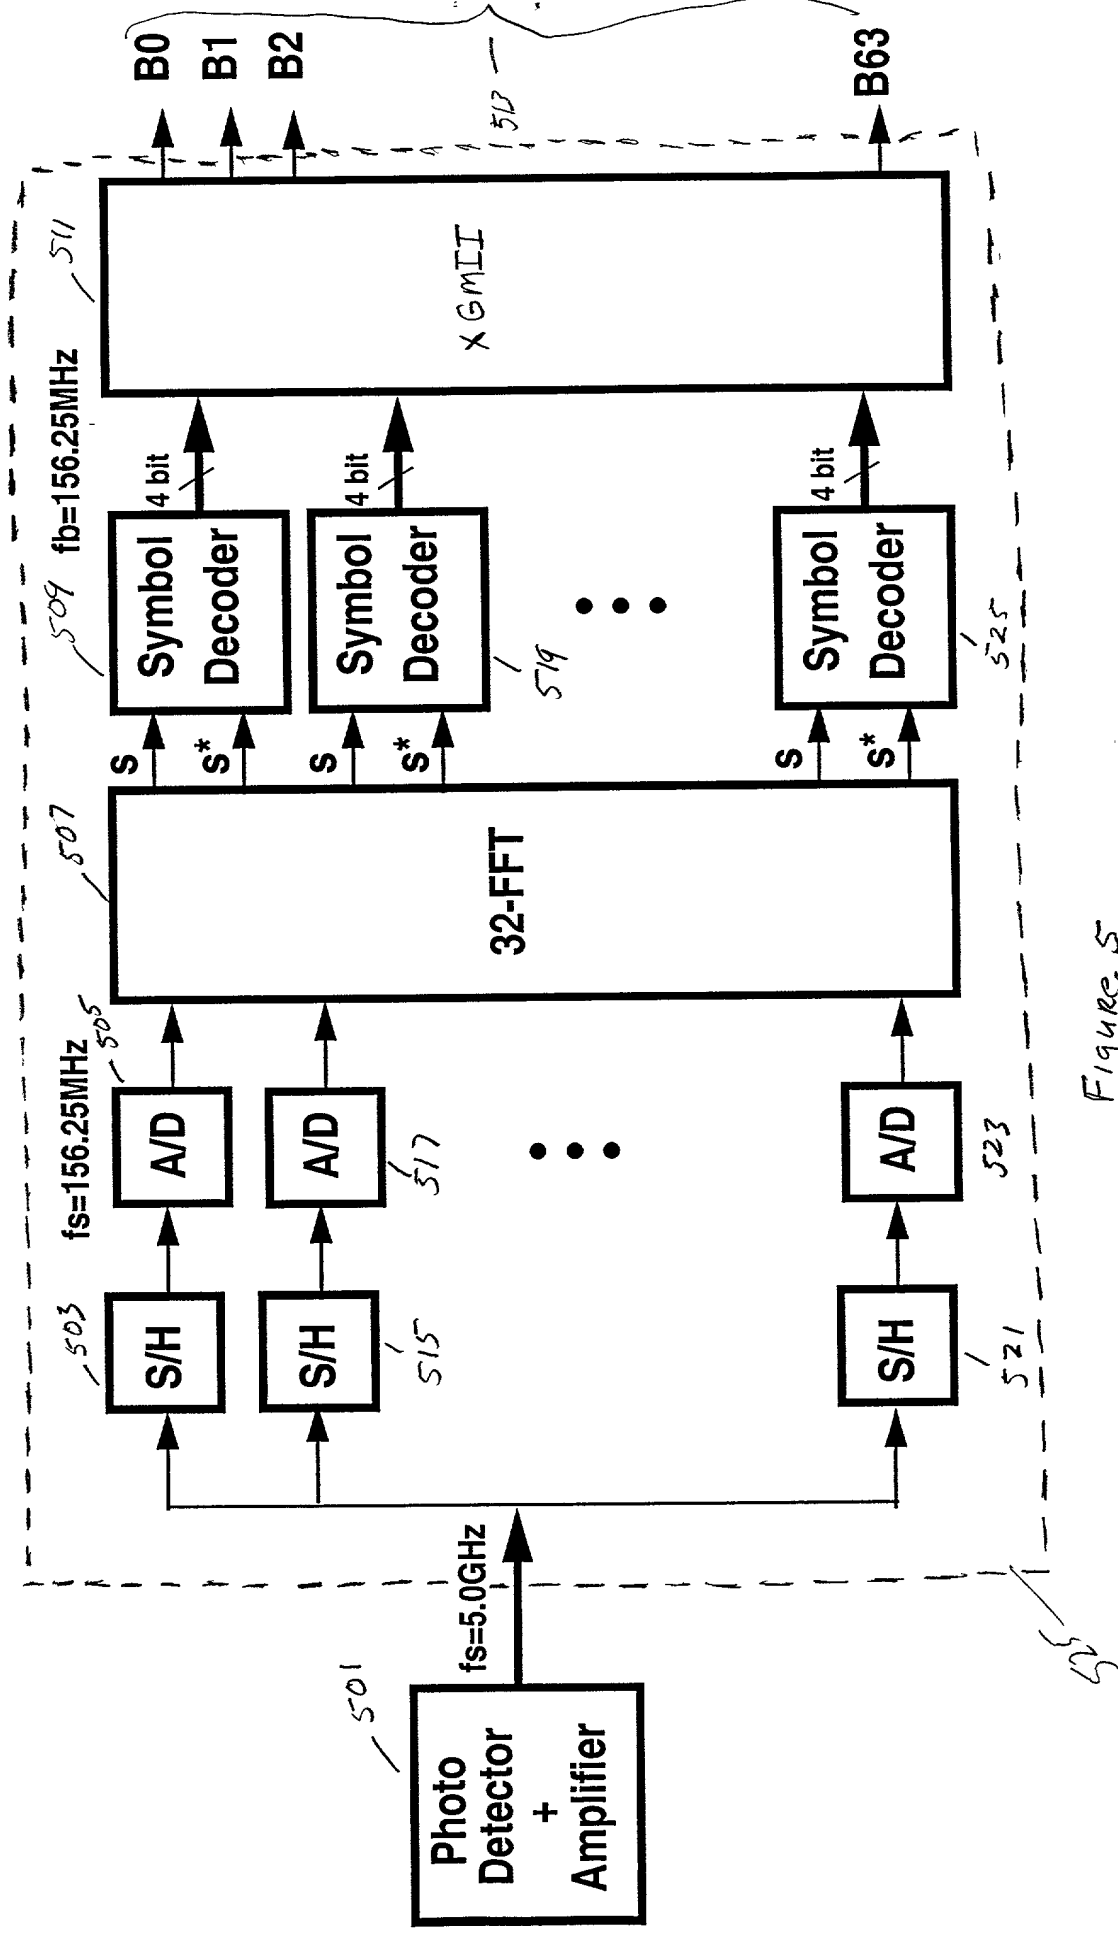 501
Photo
Detector
+
Amplifier
fs=5.0GHz
503
S/H
515
S/H
521
S/H
fs=156.25MHz
505
A/D
517
A/D
523
A/D
507
32-FFT
s
s*
s
s*
s
s*
509
Symbol
Decoder
519
Symbol
Decoder
525
Symbol
Decoder
fb=156.25MHz
4 bit
4 bit
4 bit
511
XGMII
513
B0
B1
B2
B63
525
Figure 5